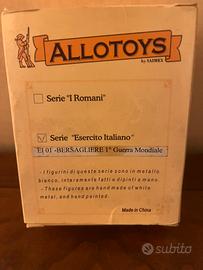 ALLOTOYS
by SAIMEX
Serie "I Romani"
Serie "Esercito Italiano"
EI 01 -BERSAGLIERE 1° Guerra Mondiale
- I figurini di queste serie sono in metallo
bianco, interamente fatti e dipinti a mano.
- These figures are hand made of white
metal, and hand painted.
Made in China
subito